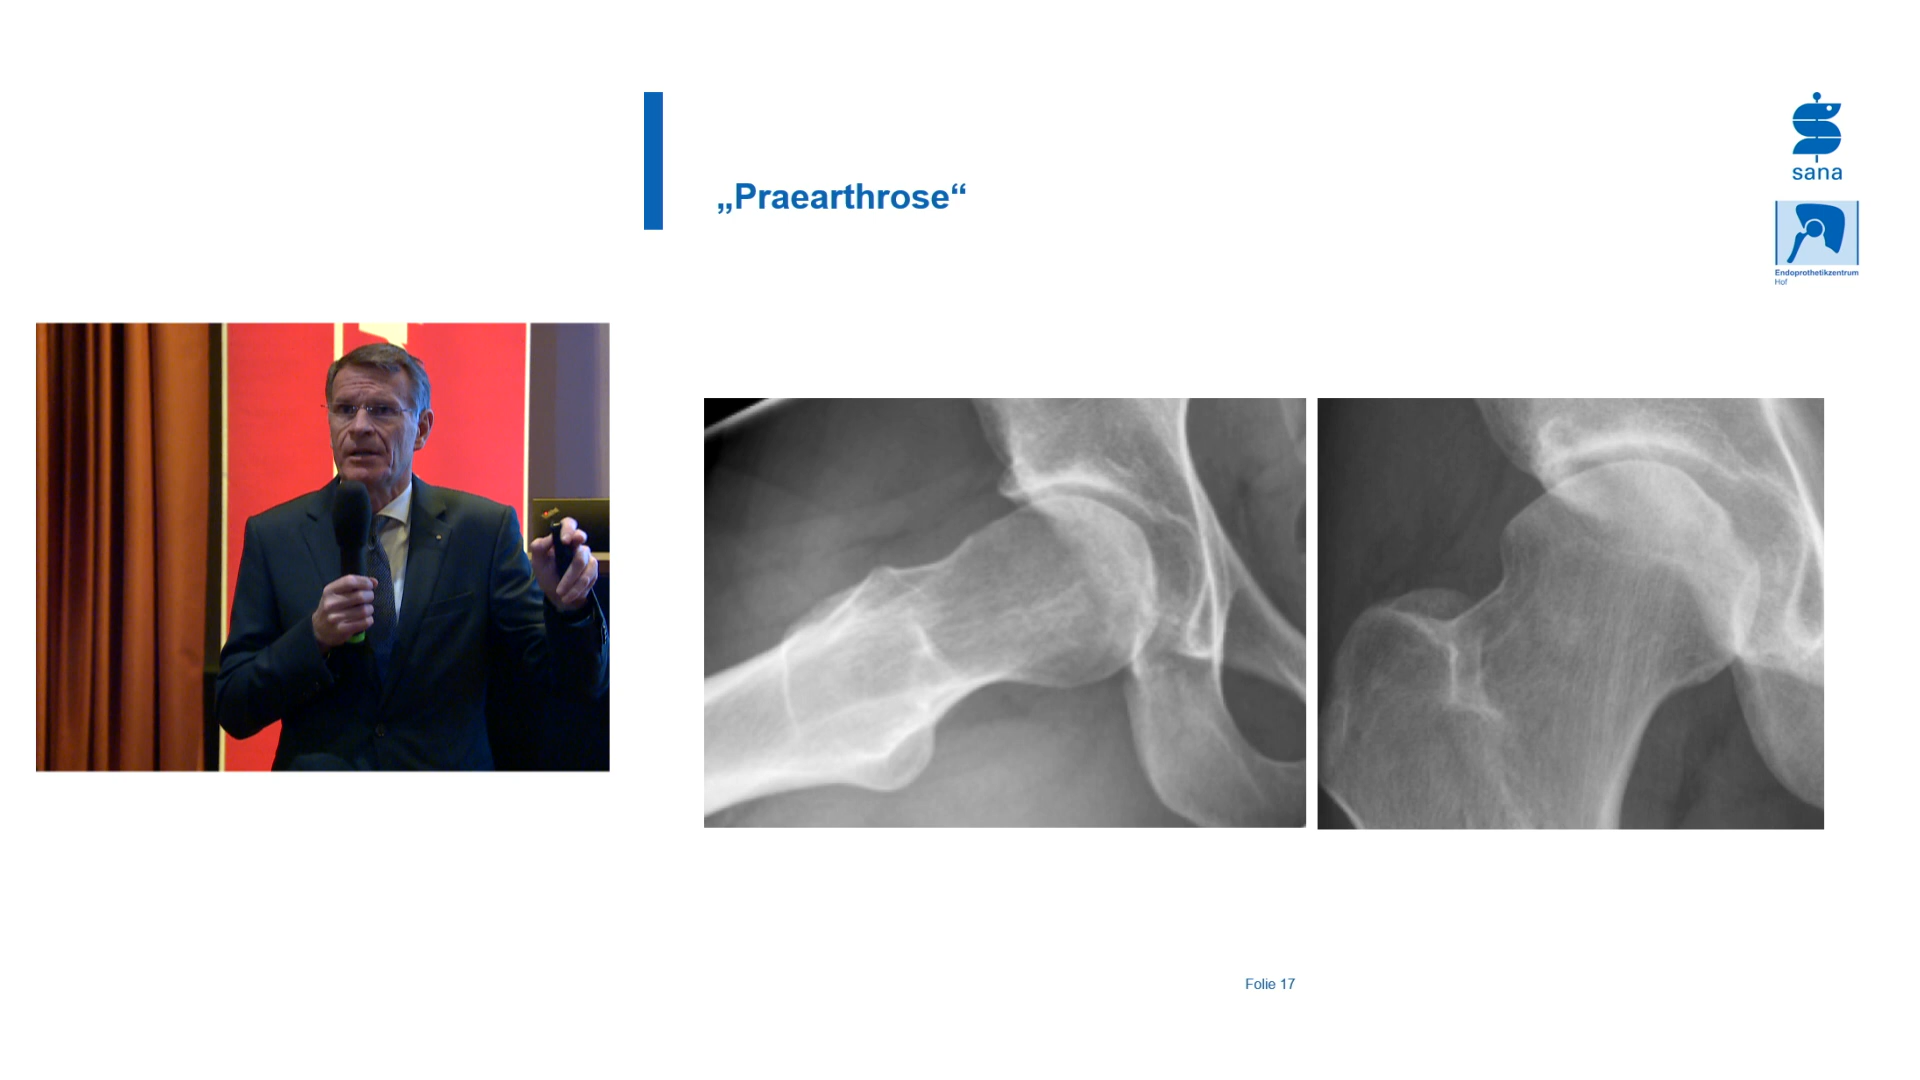 „Praearthrose“
sana
Endoprothetikzentrum
Hof
Folie 17